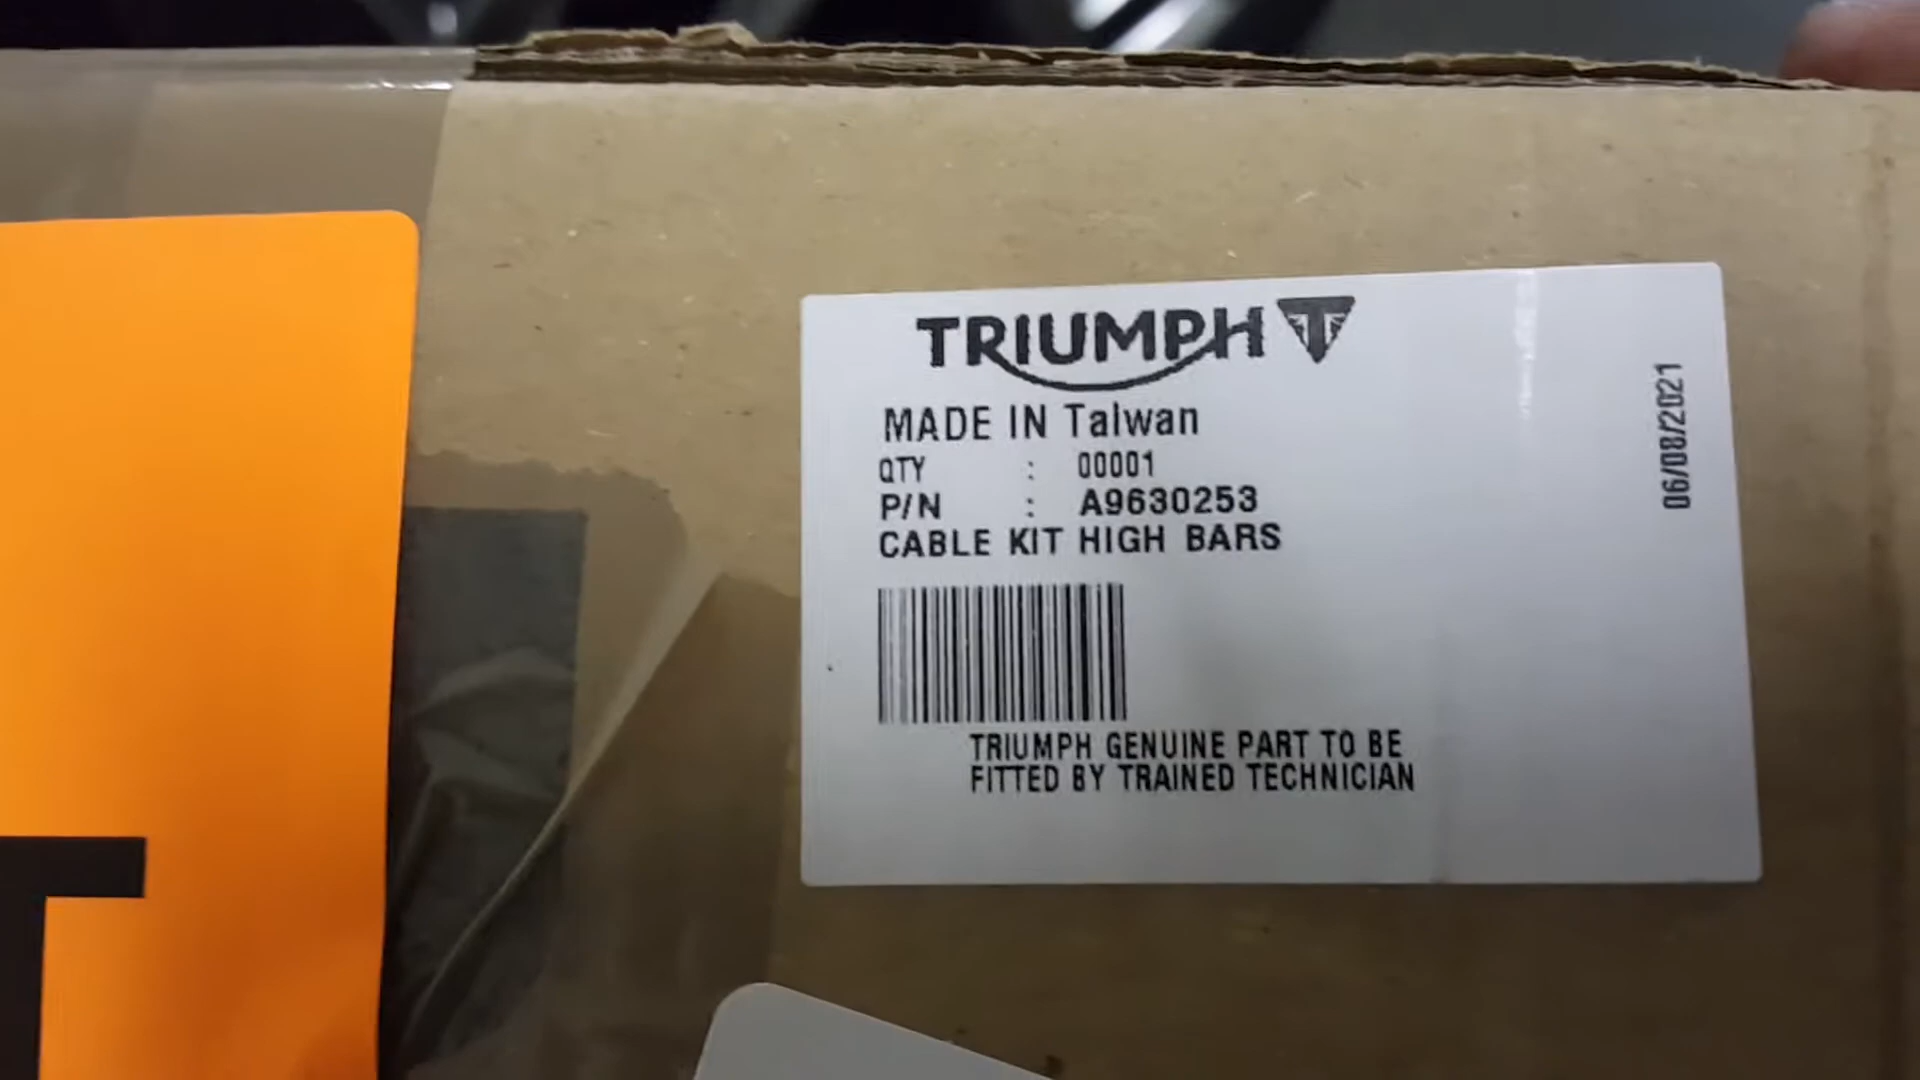 TRIUMPH
MADE IN Taiwan
QTY : 00001
P/N : A9630253
CABLE KIT HIGH BARS
TRIUMPH GENUINE PART TO BE
FITTED BY TRAINED TECHNICIAN
06/08/2021
T